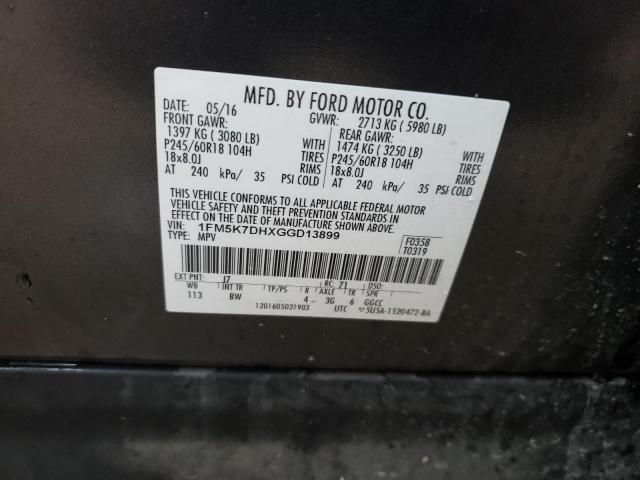 MFD. BY FORD MOTOR CO.
DATE: 05/16 GVWR: 2713 KG ( 5980 LB)
FRONT GAWR: REAR GAWR:
1397 KG ( 3080 LB) 1474 KG ( 3250 LB)
P245/60R18 104H TIRES P245/60R18 104H TIRES
18x8.0J RIMS 18x8.0J RIMS
AT 240 kPa/ 35 PSI COLD AT 240 kPa/ 35 PSI COLD
THIS VEHICLE CONFORMS TO ALL APPLICABLE FEDERAL MOTOR
VEHICLE SAFETY AND THEFT PREVENTION STANDARDS IN
EFFECT ON THE DATE OF MANUFACTURE SHOWN ABOVE.
VIN: 1FM5K7DHXGGD13899 F0358
TYPE: MPV T0319
EXT PNT: J7 RC: 71 DSO:
WB INT TR TP/PS R AXLE TR SPR
113 BW 4 3G 6 GGCC
1201605031903 UTC 5USA-1520472-BA